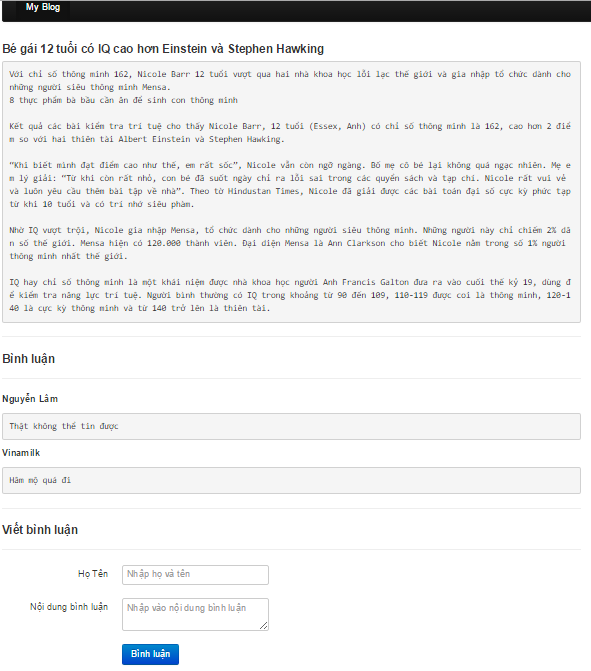 My Blog
Bé gái 12 tuổi có IQ cao hơn Einstein và Stephen Hawking
Với chỉ số thông minh 162, Nicole Barr 12 tuổi vượt qua hai nhà khoa học lỗi lạc thế giới và gia nhập tổ chức dành cho
những người siêu thông minh Mensa.
8 thực phẩm bà bầu cần ăn để sinh con thông minh
Kết quả các bài kiểm tra trí tuệ cho thấy Nicole Barr, 12 tuổi (Essex, Anh) có chỉ số thông minh là 162, cao hơn 2 điể
m so với hai thiên tài Albert Einstein và Stephen Hawking.
“Khi biết mình đạt điểm cao như thế, em rất sốc”, Nicole vẫn còn ngỡ ngàng. Bố mẹ cô bé lại không quá ngạc nhiên. Mẹ e
m lý giải: “Từ khi còn rất nhỏ, con bé đã suốt ngày chỉ ra lỗi sai trong các quyển sách và tạp chí. Nicole rất vui vẻ
và luôn yêu cầu thêm bài tập về nhà”. Theo tờ Hindustan Times, Nicole đã giải được các bài toán đại số cực kỳ phức tạp
từ khi 10 tuổi và có trí nhớ siêu phàm.
Nhờ IQ vượt trội, Nicole gia nhập Mensa, tổ chức dành cho những người siêu thông minh. Những người này chỉ chiếm 2% dâ
n số thế giới. Mensa hiện có 120.000 thành viên. Đại diện Mensa là Ann Clarkson cho biết Nicole nằm trong số 1% người
thông minh nhất thế giới.
IQ hay chỉ số thông minh là một khái niệm được nhà khoa học người Anh Francis Galton đưa ra vào cuối thế kỷ 19, dùng đ
ể kiểm tra năng lực trí tuệ. Người bình thường có IQ trong khoảng từ 90 đến 109, 110-119 được coi là thông minh, 120-1
40 là cực kỳ thông minh và từ 140 trở lên là thiên tài.
Bình luận
Nguyễn Lâm
Thật không thể tin được
Vinamilk
Hâm mộ quá đi
Viết bình luận
Họ Tên
Nhập họ và tên
Nội dung bình luận
Nhập vào nội dung bình luận
Bình luận